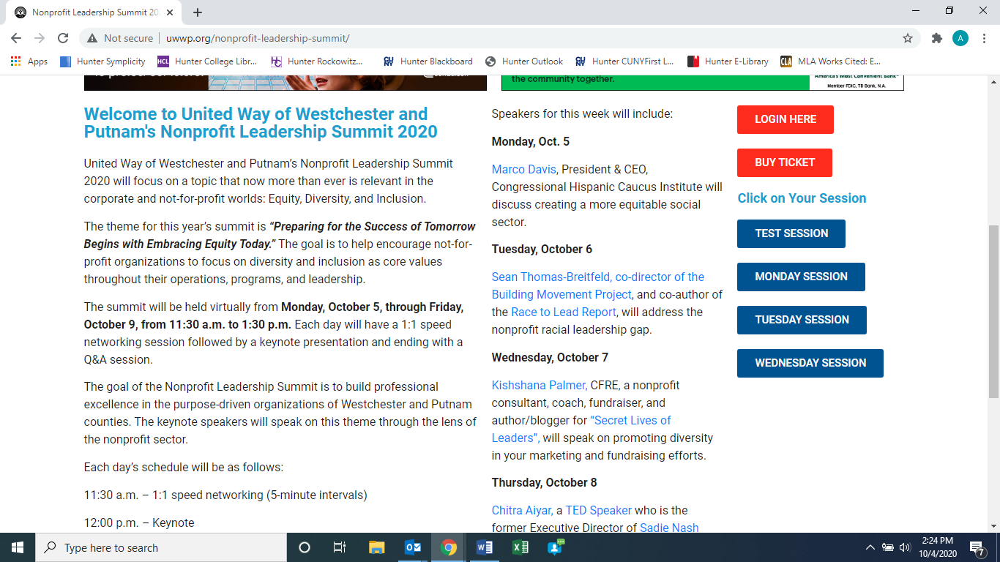 Nonprofit Leadership Summit 20
Not secure
uwwp.org/nonprofit-leadership-summit/
A
Apps
Hunter Symplicity
HCL
Hunter College Libr...
Hunter Rockowitz...
Hunter Blackboard
Hunter Outlook
Hunter CUNYFirst L...
Hunter E-Library
MLA Works Cited: E...
the community together.
America's Most Convenient Bank®
Member FDIC, TD Bank, N.A.
Welcome to United Way of Westchester and
Putnam's Nonprofit Leadership Summit 2020
United Way of Westchester and Putnam’s Nonprofit Leadership Summit
2020 will focus on a topic that now more than ever is relevant in the
corporate and not-for-profit worlds: Equity, Diversity, and Inclusion.
The theme for this year’s summit is “Preparing for the Success of Tomorrow
Begins with Embracing Equity Today.” The goal is to help encourage not-for-
profit organizations to focus on diversity and inclusion as core values
throughout their operations, programs, and leadership.
The summit will be held virtually from Monday, October 5, through Friday,
October 9, from 11:30 a.m. to 1:30 p.m. Each day will have a 1:1 speed
networking session followed by a keynote presentation and ending with a
Q&A session.
The goal of the Nonprofit Leadership Summit is to build professional
excellence in the purpose-driven organizations of Westchester and Putnam
counties. The keynote speakers will speak on this theme through the lens of
the nonprofit sector.
Each day’s schedule will be as follows:
11:30 a.m. – 1:1 speed networking (5-minute intervals)
12:00 p.m. – Keynote
Speakers for this week will include:
Monday, Oct. 5
Marco Davis, President & CEO,
Congressional Hispanic Caucus Institute will
discuss creating a more equitable social
sector.
Tuesday, October 6
Sean Thomas-Breitfeld, co-director of the
Building Movement Project, and co-author of
the Race to Lead Report, will address the
nonprofit racial leadership gap.
Wednesday, October 7
Kishshana Palmer, CFRE, a nonprofit
consultant, coach, fundraiser, and
author/blogger for “Secret Lives of
Leaders”, will speak on promoting diversity
in your marketing and fundraising efforts.
Thursday, October 8
Chitra Aiyar, a TED Speaker who is the
former Executive Director of Sadie Nash
LOGIN HERE
BUY TICKET
Click on Your Session
TEST SESSION
MONDAY SESSION
TUESDAY SESSION
WEDNESDAY SESSION
Type here to search
2:24 PM
10/4/2020
7